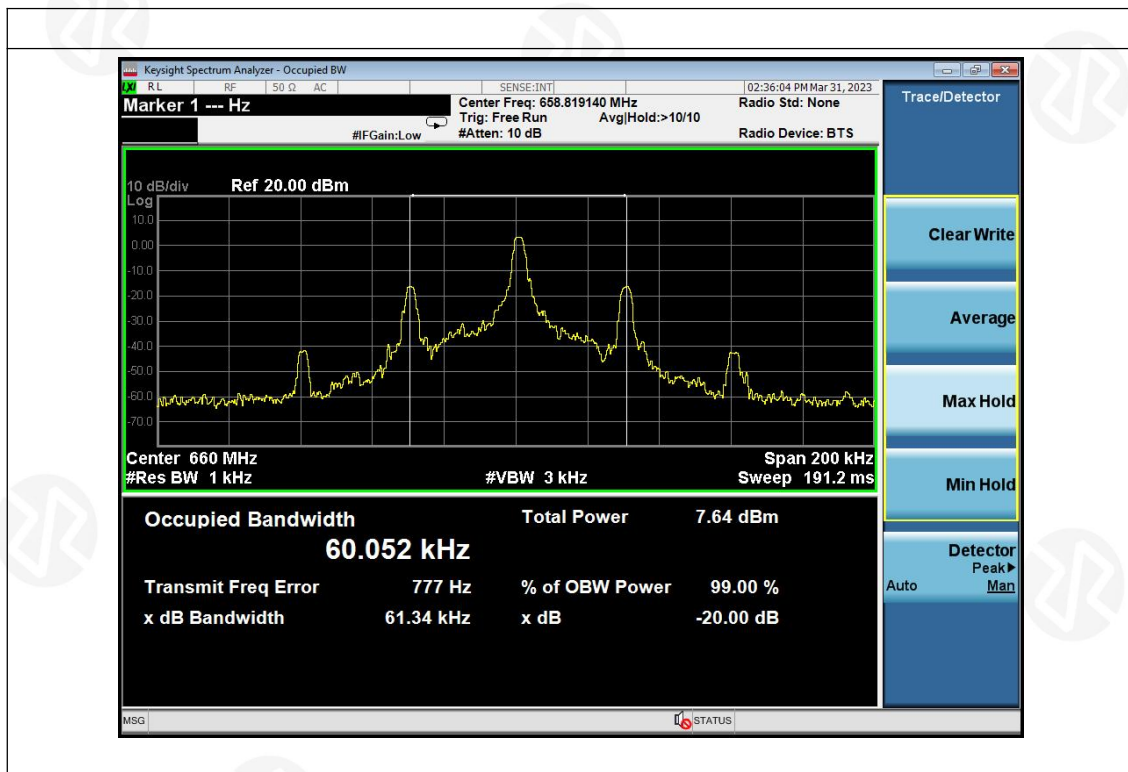 Keysight Spectrum Analyzer - Occupied BW
LXI RL RF 50 Ω AC SENSE:INT 02:36:04 PM Mar 31, 2023
Marker 1 --- Hz
Center Freq: 658.819140 MHz
Radio Std: None
Trig: Free Run Avg|Hold:>10/10
#IFGain:Low #Atten: 10 dB Radio Device: BTS
10 dB/div Ref 20.00 dBm
Log
10.0
0.00
-10.0
-20.0
-30.0
-40.0
-50.0
-60.0
-70.0
Center 660 MHz Span 200 kHz
#Res BW 1 kHz #VBW 3 kHz Sweep 191.2 ms
Occupied Bandwidth Total Power 7.64 dBm
60.052 kHz
Transmit Freq Error 777 Hz % of OBW Power 99.00 %
x dB Bandwidth 61.34 kHz x dB -20.00 dB
MSG STATUS
Trace/Detector
Clear Write
Average
Max Hold
Min Hold
Detector
Peak▶
Auto Man